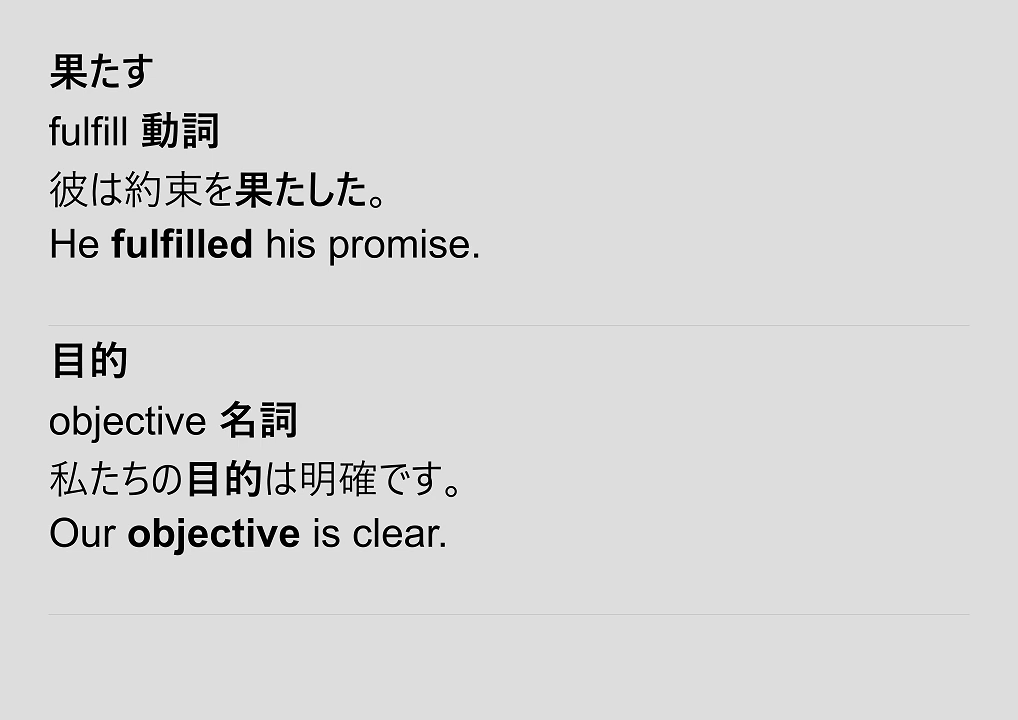 果たす
fulfill 動詞
彼は約束を果たした。
He fulfilled his promise.
目的
objective 名詞
私たちの目的は明確です。
Our objective is clear.